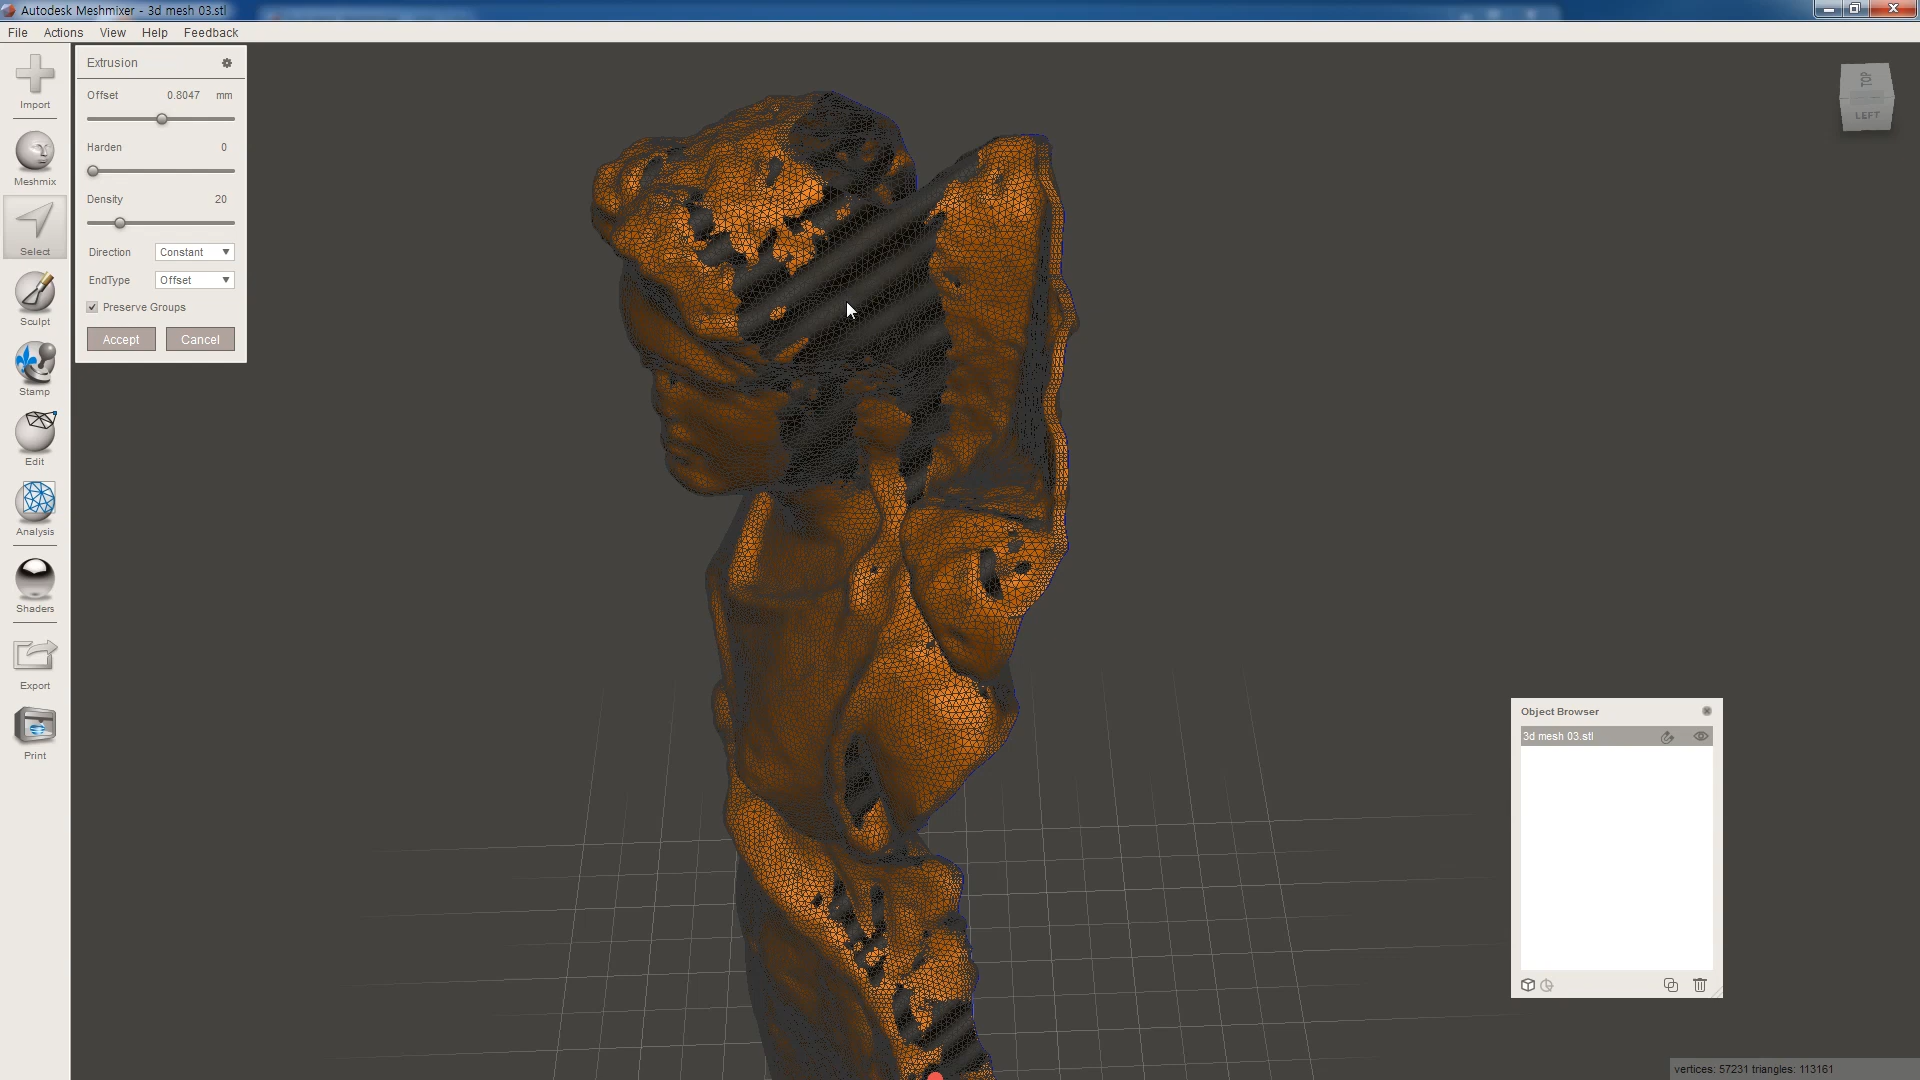 Autodesk Meshmixer - 3d mesh 03.stl
File Actions View Help Feedback
Import
Meshmix
Select
Sculpt
Stamp
Edit
Analysis
Shaders
Export
Print
Extrusion
Offset 0.8047 mm
Harden 0
Density 20
Direction Constant
EndType Offset
Preserve Groups
Accept Cancel
TOP
LEFT
Object Browser
3d mesh 03.stl
vertices: 57231 triangles: 113161